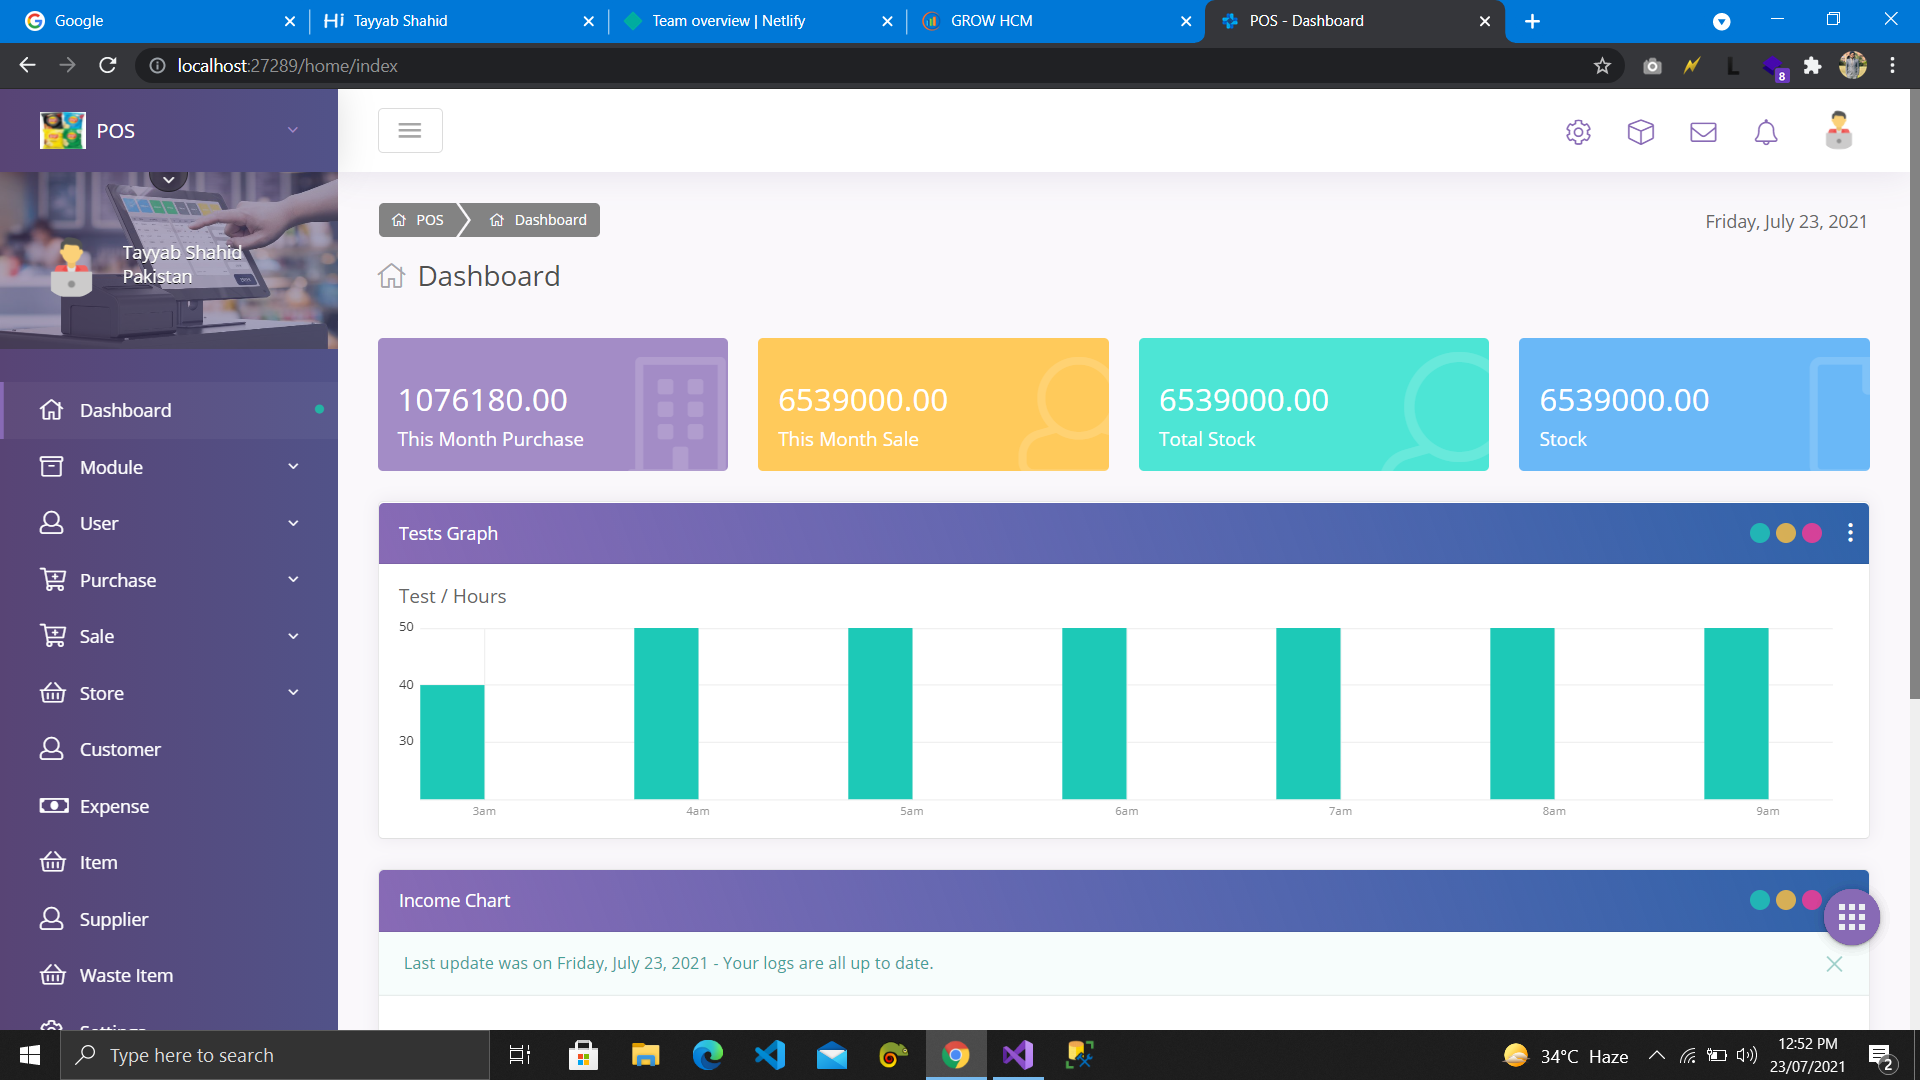 Google
Tayyab Shahid
Team overview | Netlify
GROW HCM
POS - Dashboard
localhost:27289/home/index
8
POS
Tayyab Shahid
Pakistan
Dashboard
Module
User
Purchase
Sale
Store
Customer
Expense
Item
Supplier
Waste Item
POS
Dashboard
Friday, July 23, 2021
Dashboard
1076180.00
This Month Purchase
6539000.00
This Month Sale
6539000.00
Total Stock
6539000.00
Stock
Tests Graph
Test / Hours
50
40
30
3am
4am
5am
6am
7am
8am
9am
Income Chart
Last update was on Friday, July 23, 2021 - Your logs are all up to date.
Type here to search
34°C Haze
12:52 PM
23/07/2021
2